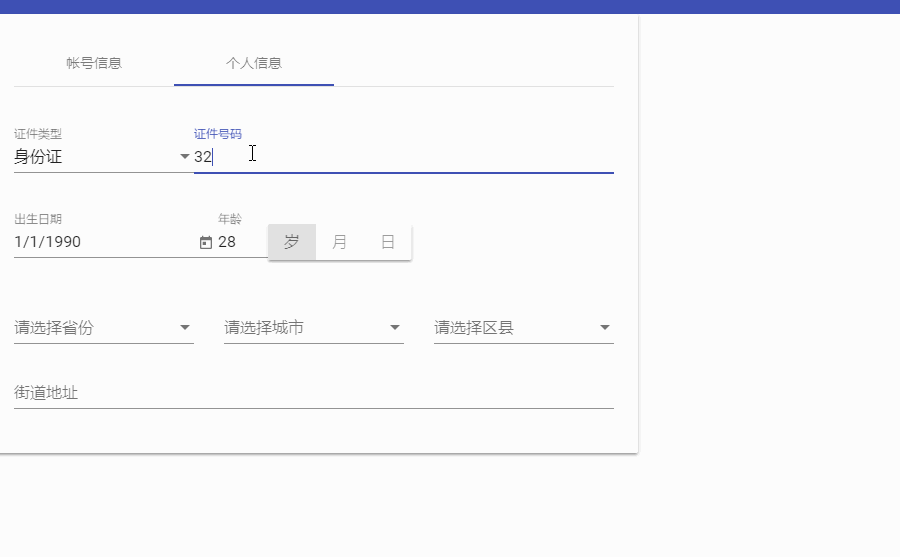 帐号信息 个人信息
证件类型 证件号码
身份证 32
出生日期 年龄
1/1/1990 28 岁 月 日
请选择省份 请选择城市 请选择区县
街道地址